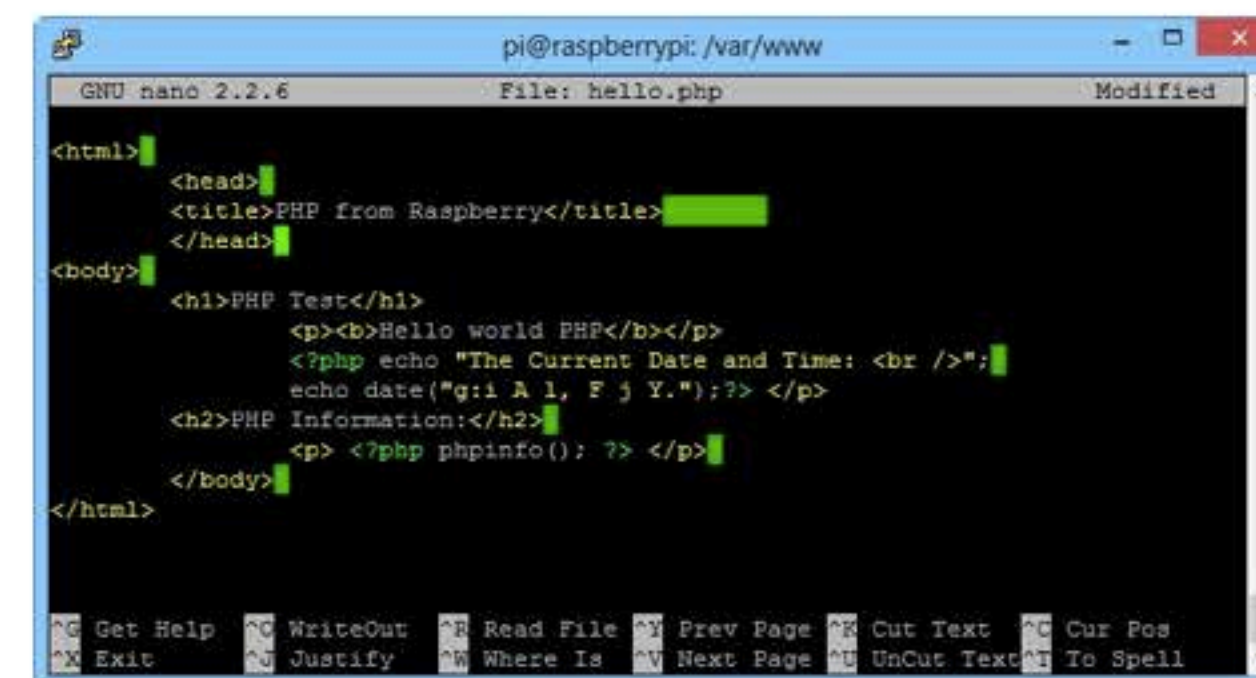 pi@raspberrypi: /var/www
GNU nano 2.2.6 File: hello.php Modified
<html>
<head>
<title>PHP from Raspberry</title>
</head>
<body>
<h1>PHP Test</h1>
<p><b>Hello world PHP</b></p>
<?php echo "The Current Date and Time: <br />";
echo date("g:i A l, F j Y.");?> </p>
<h2>PHP Information:</h2>
<p> <?php phpinfo(); ?> </p>
</body>
</html>
^G Get Help ^O WriteOut ^R Read File ^Y Prev Page ^K Cut Text ^C Cur Pos
^X Exit ^J Justify ^W Where Is ^V Next Page ^U UnCut Text ^T To Spell